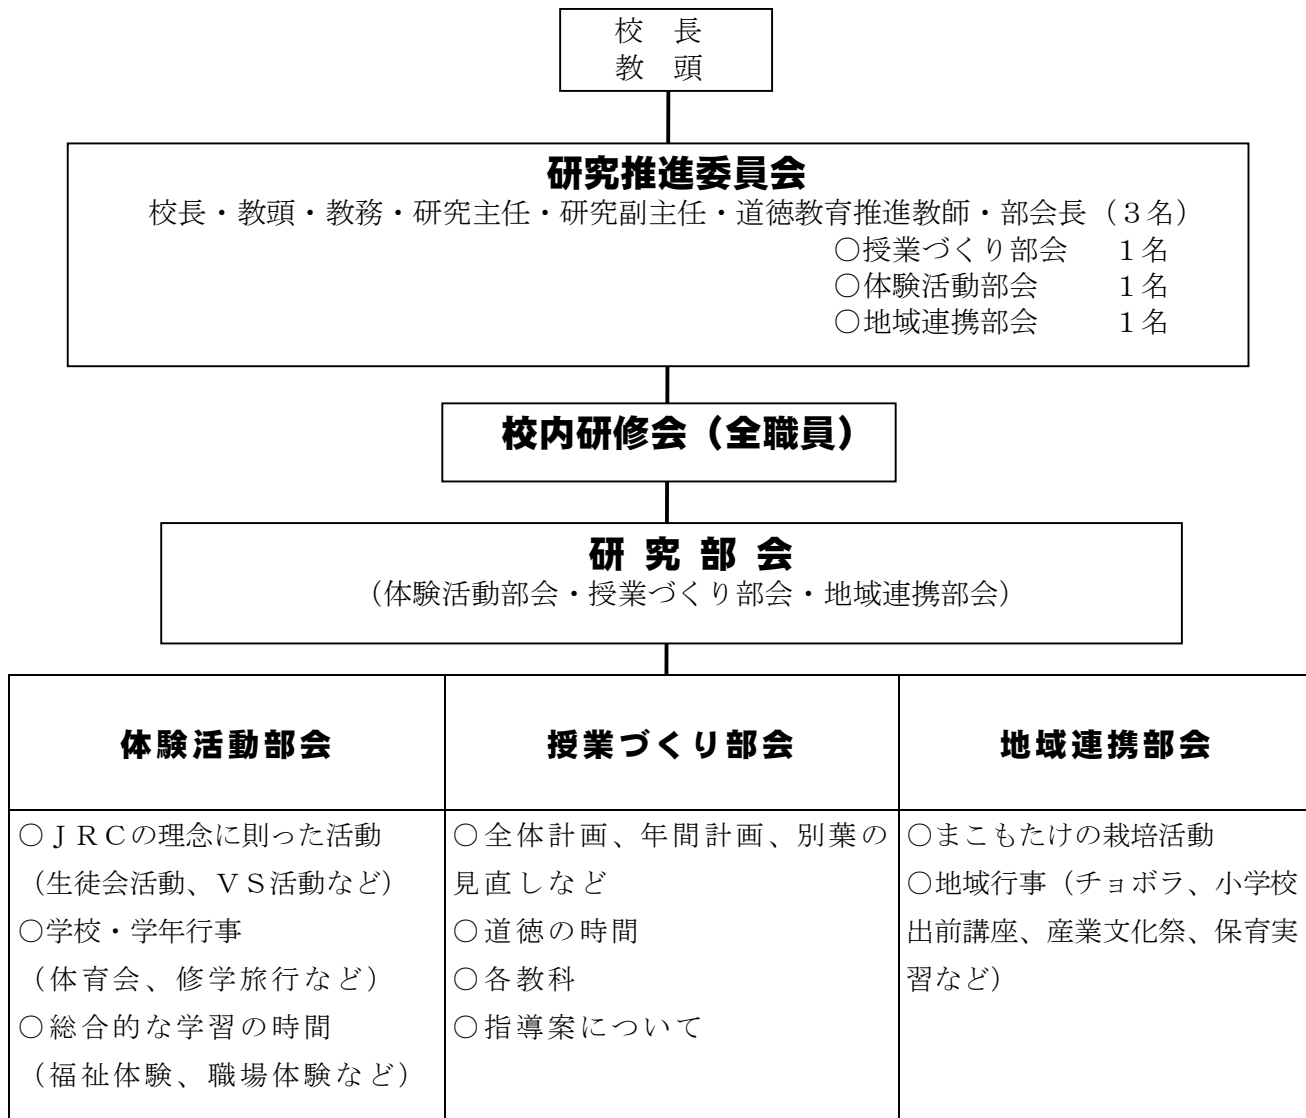 校　長
教　頭
研究推進委員会
校長・教頭・教務・研究主任・研究副主任・道徳教育推進教師・部会長（３名）
○授業づくり部会　１名
○体験活動部会　１名
○地域連携部会　１名
校内研修会（全職員）
研 究 部 会
（体験活動部会・授業づくり部会・地域連携部会）
体験活動部会
○ＪＲＣの理念に則った活動
（生徒会活動、ＶＳ活動など）
○学校・学年行事
（体育会、修学旅行など）
○総合的な学習の時間
（福祉体験、職場体験など）
授業づくり部会
○全体計画、年間計画、別葉の
見直しなど
○道徳の時間
○各教科
○指導案について
地域連携部会
○まこもたけの栽培活動
○地域行事（チョボラ、小学校
出前講座、産業文化祭、保育実
習など）